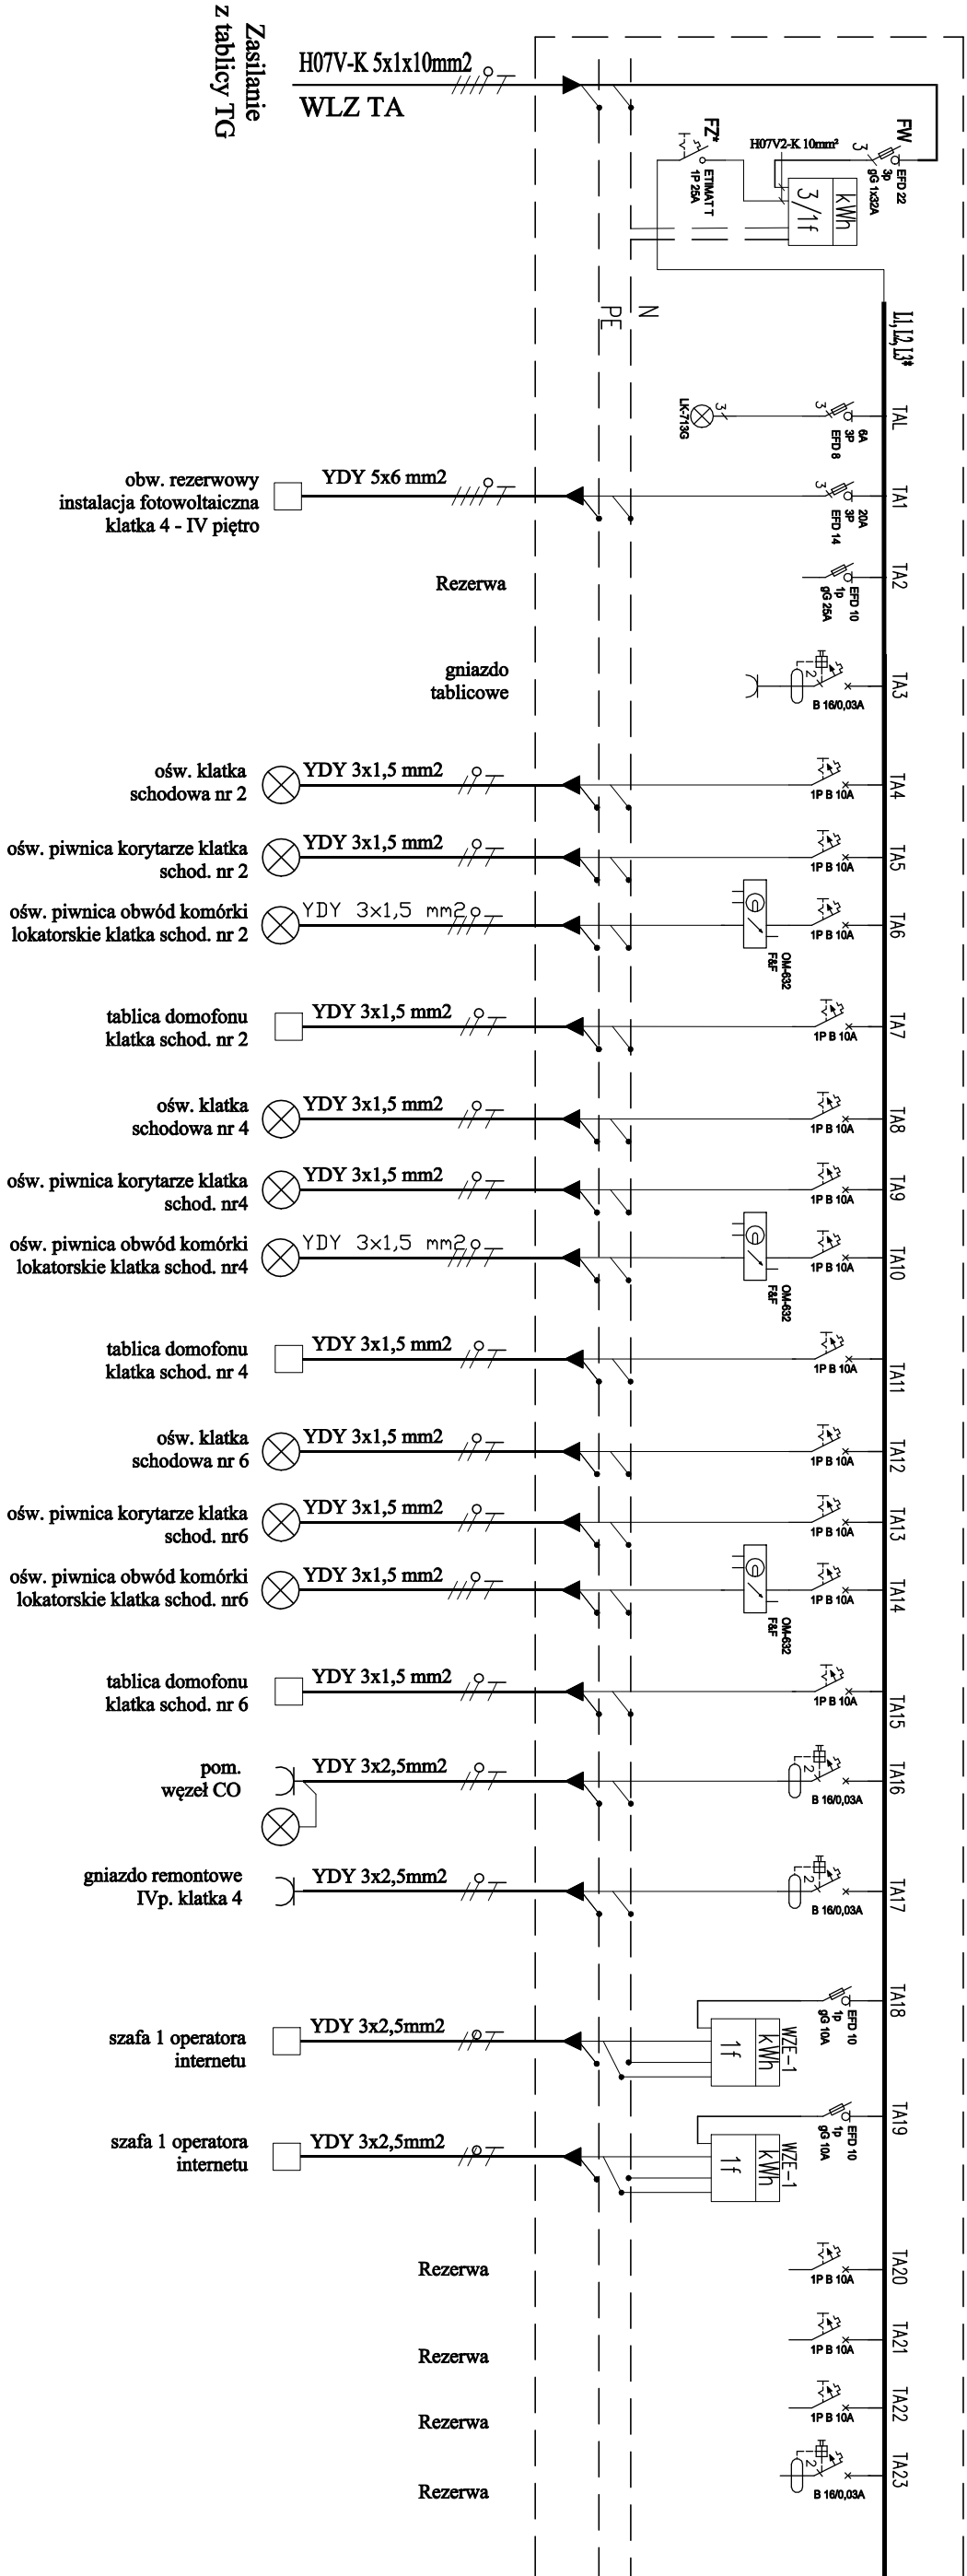 Zasilanie
z tablicy TG
H07V-K 5x1x10mm2
WLZ TA
FW
EFD 22
3p
gG 1x32A
3
H07V2-K 10mm²
FZ*
ETIMAT T
1P 25A
kWh
3/1f
N
PE
L1,L2,L3*
TAL
6A
3P
EFD 8
3
3
LK-713G
TA1
20A
3P
EFD 14
3
YDY 5x6 mm2
obw. rezerwowy
instalacja fotowoltaiczna
klatka 4 - IV piętro
TA2
EFD 10
1p
gG 25A
Rezerwa
TA3
2
B 16/0,03A
gniazdo
tablicowe
TA4
1P B 10A
YDY 3x1,5 mm2
ośw. klatka
schodowa nr 2
TA5
1P B 10A
YDY 3x1,5 mm2
ośw. piwnica korytarze klatka
schod. nr 2
TA6
1P B 10A
OM-632
F&F
YDY 3x1,5 mm2
ośw. piwnica obwód komórki
lokatorskie klatka schod. nr 2
TA7
1P B 10A
YDY 3x1,5 mm2
tablica domofonu
klatka schod. nr 2
TA8
1P B 10A
YDY 3x1,5 mm2
ośw. klatka
schodowa nr 4
TA9
1P B 10A
YDY 3x1,5 mm2
ośw. piwnica korytarze klatka
schod. nr4
TA10
1P B 10A
OM-632
F&F
YDY 3x1,5 mm2
ośw. piwnica obwód komórki
lokatorskie klatka schod. nr4
TA11
1P B 10A
YDY 3x1,5 mm2
tablica domofonu
klatka schod. nr 4
TA12
1P B 10A
YDY 3x1,5 mm2
ośw. klatka
schodowa nr 6
TA13
1P B 10A
YDY 3x1,5 mm2
ośw. piwnica korytarze klatka
schod. nr6
TA14
1P B 10A
OM-632
F&F
YDY 3x1,5 mm2
ośw. piwnica obwód komórki
lokatorskie klatka schod. nr6
TA15
1P B 10A
YDY 3x1,5 mm2
tablica domofonu
klatka schod. nr 6
TA16
2
B 16/0,03A
YDY 3x2,5mm2
pom.
węzeł CO
TA17
2
B 16/0,03A
YDY 3x2,5mm2
gniazdo remontowe
IVp. klatka 4
TA18
EFD 10
1p
gG 10A
WZE-1
kWh
1f
YDY 3x2,5mm2
szafa 1 operatora
internetu
TA19
EFD 10
1p
gG 10A
WZE-1
kWh
1f
YDY 3x2,5mm2
szafa 1 operatora
internetu
TA20
1P B 10A
Rezerwa
TA21
1P B 10A
Rezerwa
TA22
1P B 10A
Rezerwa
TA23
2
B 16/0,03A
Rezerwa